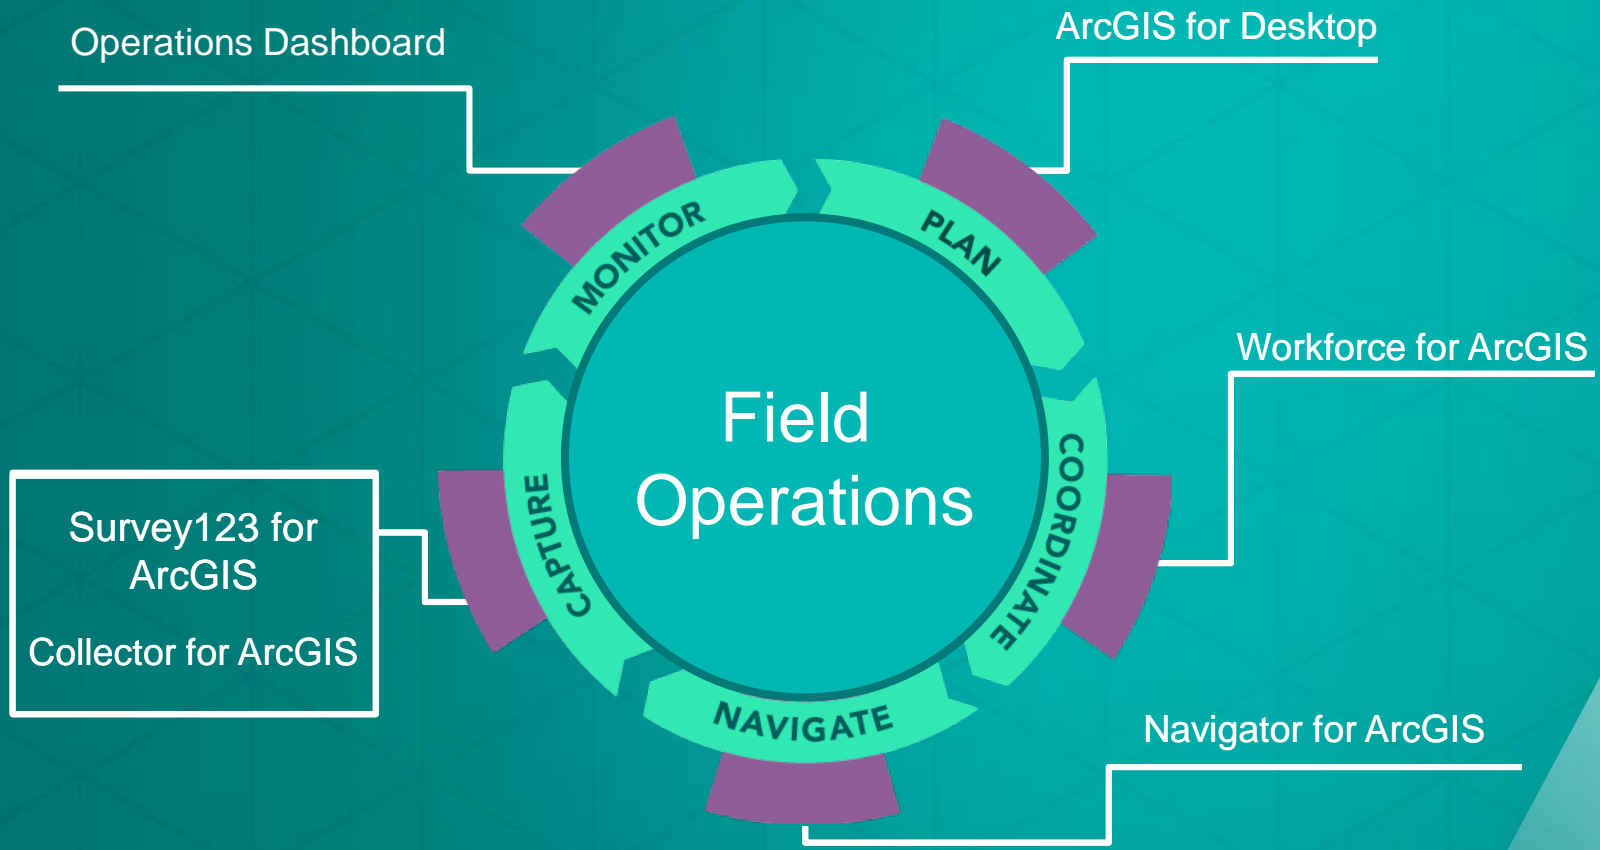 Operations Dashboard
ArcGIS for Desktop
MONITOR
PLAN
Workforce for ArcGIS
Field
Operations
COORDINATE
CAPTURE
Survey123 for
ArcGIS
Collector for ArcGIS
NAVIGATE
Navigator for ArcGIS